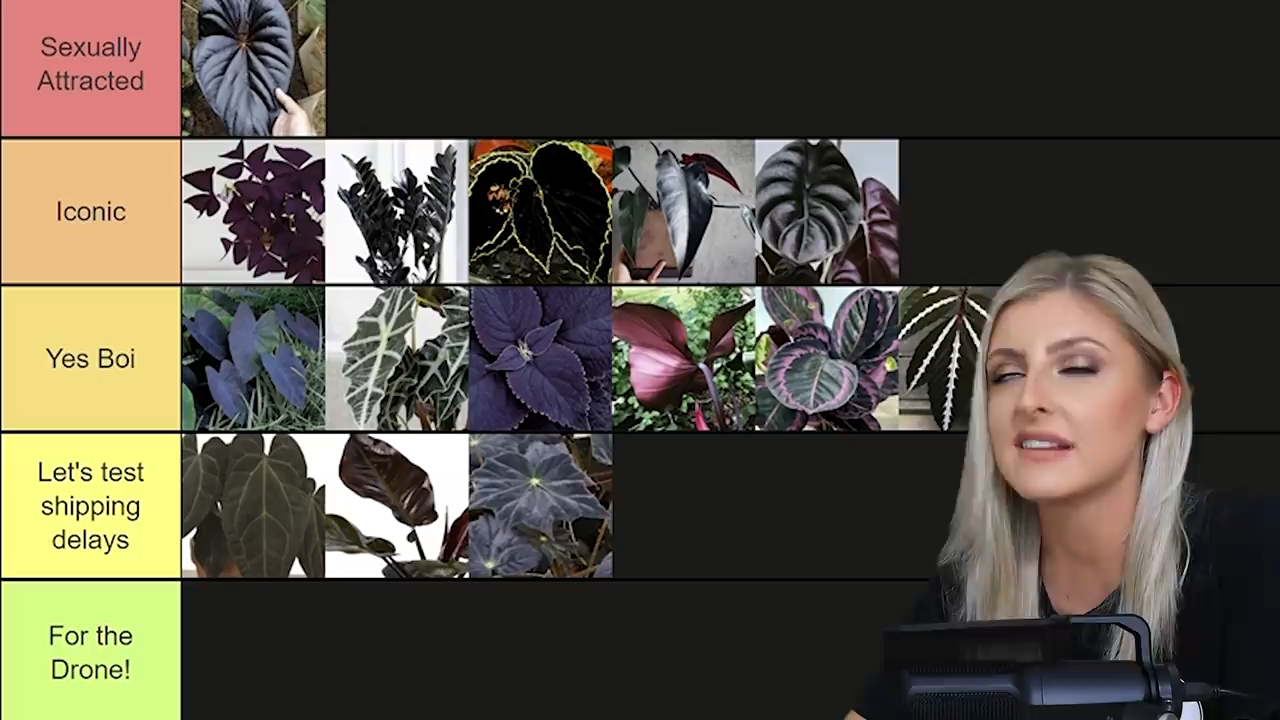 Sexually
Attracted
Iconic
Yes Boi
Let's test
shipping
delays
For the
Drone!